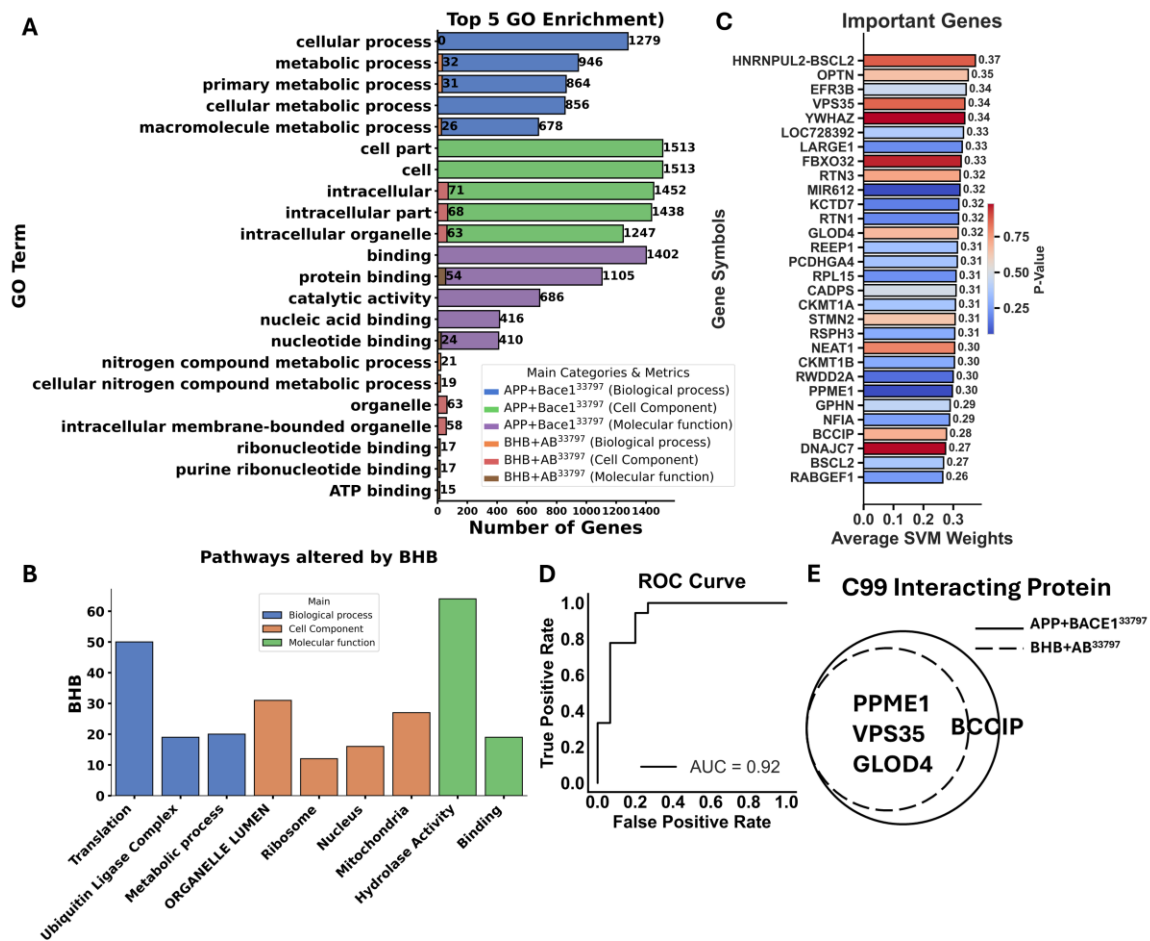 A
Top 5 GO Enrichment)
GO Term
cellular process 0 1279
metabolic process 32 946
primary metabolic process 31 864
cellular metabolic process 856
macromolecule metabolic process 26 678
cell part 1513
cell 1513
intracellular 71 1452
intracellular part 68 1438
intracellular organelle 63 1247
binding 1402
protein binding 54 1105
catalytic activity 686
nucleic acid binding 416
nucleotide binding 24 410
nitrogen compound metabolic process 21
cellular nitrogen compound metabolic process 19
organelle 63
intracellular membrane-bounded organelle 58
ribonucleotide binding 17
purine ribonucleotide binding 17
ATP binding 15
0 200 400 600 800 1000 1200 1400
Number of Genes
Main Categories & Metrics
APP+Bace1³³⁷⁹⁷ (Biological process)
APP+Bace1³³⁷⁹⁷ (Cell Component)
APP+Bace1³³⁷⁹⁷ (Molecular function)
BHB+AB³³⁷⁹⁷ (Biological process)
BHB+AB³³⁷⁹⁷ (Cell Component)
BHB+AB³³⁷⁹⁷ (Molecular function)
C
Important Genes
Gene Symbols
HNRNPUL2-BSCL2 0.37
OPTN 0.35
EFR3B 0.34
VPS35 0.34
YWHAZ 0.34
LOC728392 0.33
LARGE1 0.33
FBXO32 0.33
RTN3 0.32
MIR612 0.32
KCTD7 0.32
RTN1 0.32
GLOD4 0.32
REEP1 0.31
PCDHGA4 0.31
RPL15 0.31
CADPS 0.31
CKMT1A 0.31
STMN2 0.31
RSPH3 0.31
NEAT1 0.30
CKMT1B 0.30
RWDD2A 0.30
PPME1 0.30
GPHN 0.29
NFIA 0.29
BCCIP 0.28
DNAJC7 0.27
BSCL2 0.27
RABGEF1 0.26
0.0 0.1 0.2 0.3
Average SVM Weights
0.75
0.50
0.25
P-Value
B
Pathways altered by BHB
BHB
60
50
40
30
20
10
0
Main
Biological process
Cell Component
Molecular function
Translation
Ubiquitin Ligase Complex
Metabolic process
ORGANELLE LUMEN
Ribosome
Nucleus
Mitochondria
Hydrolase Activity
Binding
D
ROC Curve
True Positive Rate
1.0
0.8
0.6
0.4
0.2
0.0
AUC = 0.92
0.0 0.2 0.4 0.6 0.8 1.0
False Positive Rate
E
C99 Interacting Protein
APP+BACE1³³⁷⁹⁷
BHB+AB³³⁷⁹⁷
PPME1
VPS35
GLOD4
BCCIP